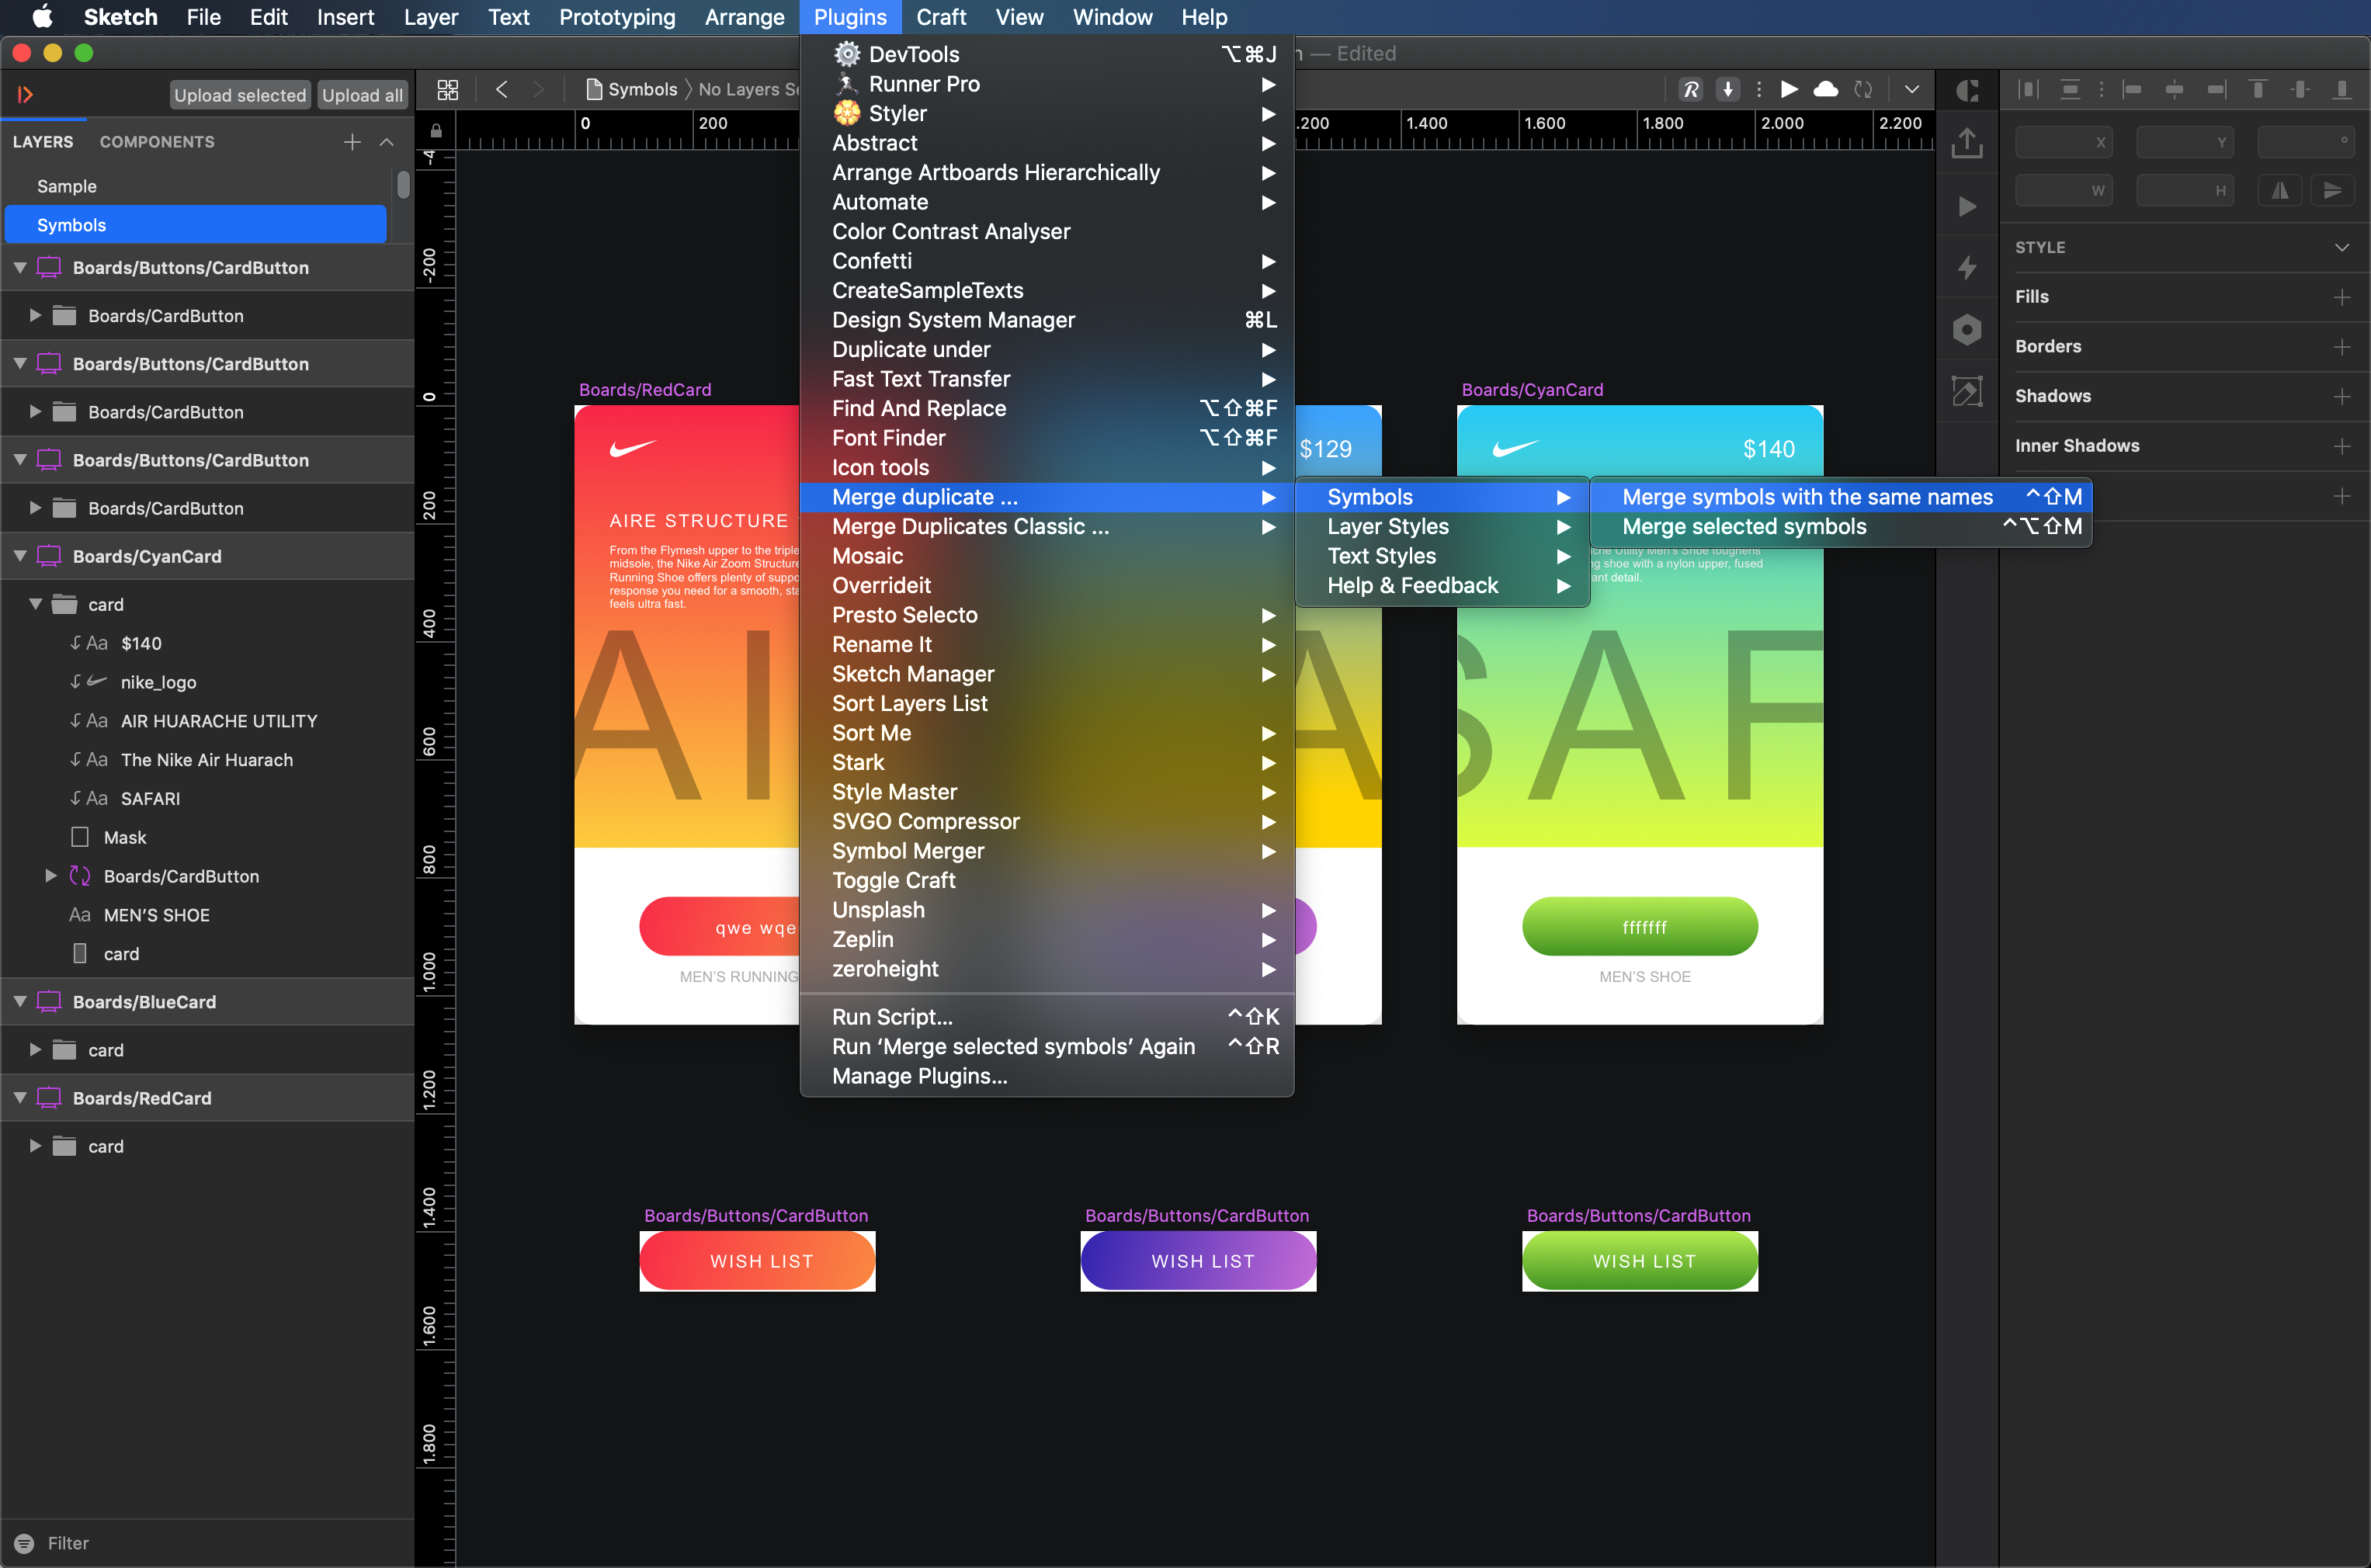 Sketch File Edit Insert Layer Text Prototyping Arrange Plugins Craft View Window Help
— Edited
Upload selected Upload all
Symbols No Layers Se
LAYERS COMPONENTS
Sample
Symbols
Boards/Buttons/CardButton
Boards/CardButton
Boards/Buttons/CardButton
Boards/CardButton
Boards/Buttons/CardButton
Boards/CardButton
Boards/CyanCard
card
Aa $140
nike_logo
Aa AIR HUARACHE UTILITY
Aa The Nike Air Huarach
Aa SAFARI
Mask
Boards/CardButton
Aa MEN’S SHOE
card
Boards/BlueCard
card
Boards/RedCard
card
Filter
0 200 .200 1.400 1.600 1.800 2.000 2.200
-4
-200
0
200
400
600
800
1.000
1.200
1.400
1.600
1.800
DevTools ⌥⌘J
Runner Pro
Styler
Abstract
Arrange Artboards Hierarchically
Automate
Color Contrast Analyser
Confetti
CreateSampleTexts
Design System Manager ⌘L
Duplicate under
Fast Text Transfer
Find And Replace ⌥⇧⌘F
Font Finder ⌥⇧⌘F
Icon tools
Merge duplicate ...
Merge Duplicates Classic ...
Mosaic
Overrideit
Presto Selecto
Rename It
Sketch Manager
Sort Layers List
Sort Me
Stark
Style Master
SVGO Compressor
Symbol Merger
Toggle Craft
Unsplash
Zeplin
zeroheight
Run Script...  ^⇧K
Run ‘Merge selected symbols’ Again ^⇧R
Manage Plugins...
Symbols
Layer Styles
Text Styles
Help & Feedback
Merge symbols with the same names ^⇧M
Merge selected symbols ^⌥⇧M
Boards/RedCard
AIRE STRUCTURE
From the Flymesh upper to the triple
midsole, the Nike Air Zoom Structure
Running Shoe offers plenty of suppo
response you need for a smooth, sta
feels ultra fast.
AI
qwe wqe
MEN’S RUNNING
$129
A
Boards/CyanCard
$140
che Utility Men’s Shoe toughens
ng shoe with a nylon upper, fused
ant detail.
SAF
fffffff
MEN’S SHOE
Boards/Buttons/CardButton
WISH LIST
Boards/Buttons/CardButton
WISH LIST
Boards/Buttons/CardButton
WISH LIST
X Y °
W H
STYLE
Fills
Borders
Shadows
Inner Shadows